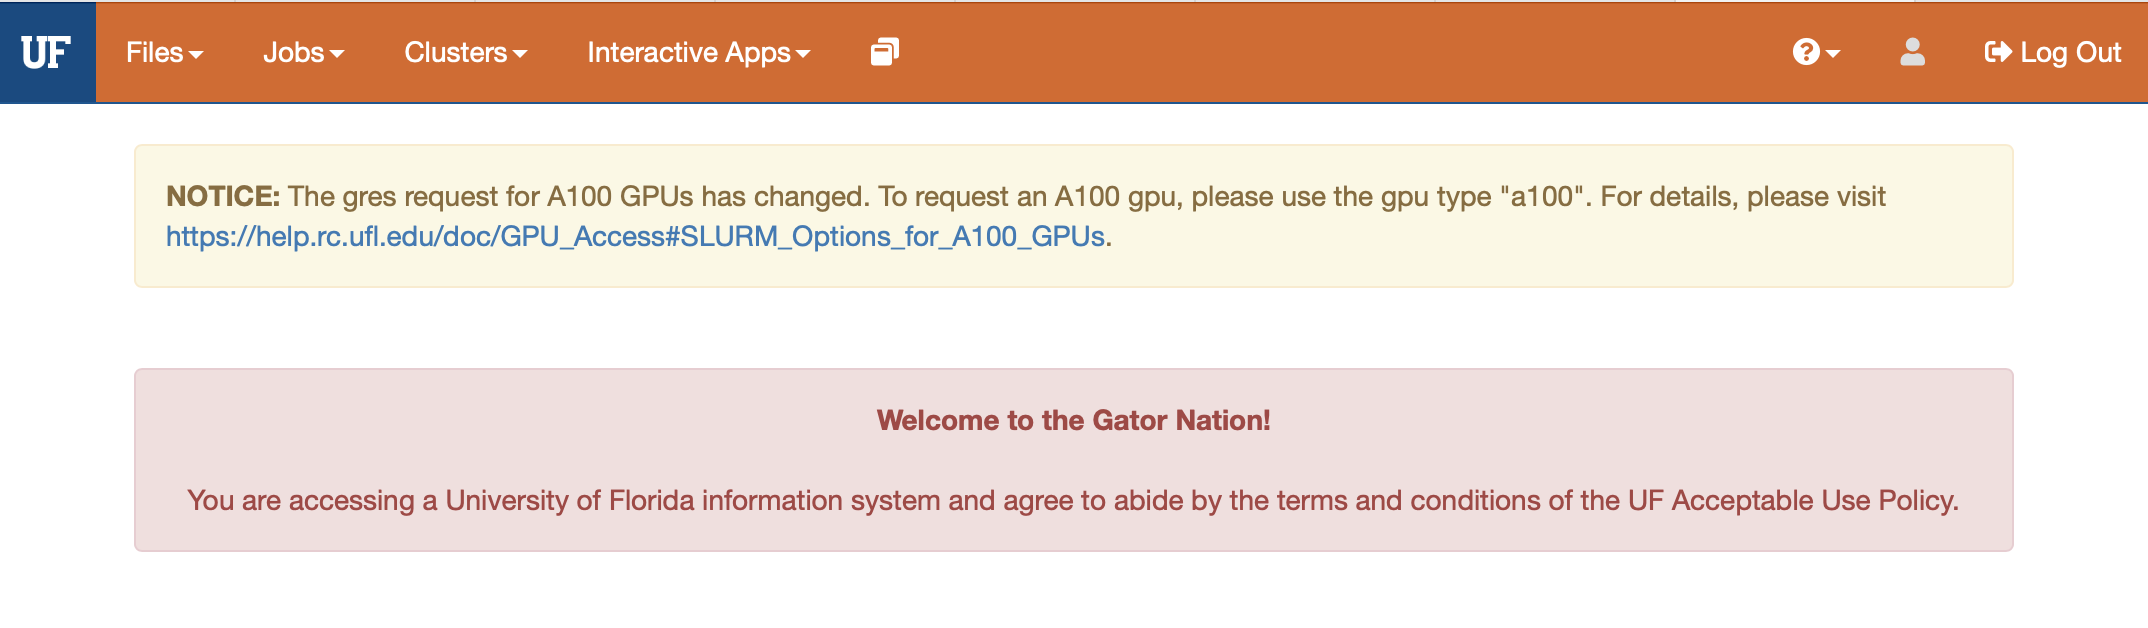 UF Files Jobs Clusters Interactive Apps Log Out
NOTICE: The gres request for A100 GPUs has changed. To request an A100 gpu, please use the gpu type "a100". For details, please visit
https://help.rc.ufl.edu/doc/GPU_Access#SLURM_Options_for_A100_GPUs.
Welcome to the Gator Nation!
You are accessing a University of Florida information system and agree to abide by the terms and conditions of the UF Acceptable Use Policy.